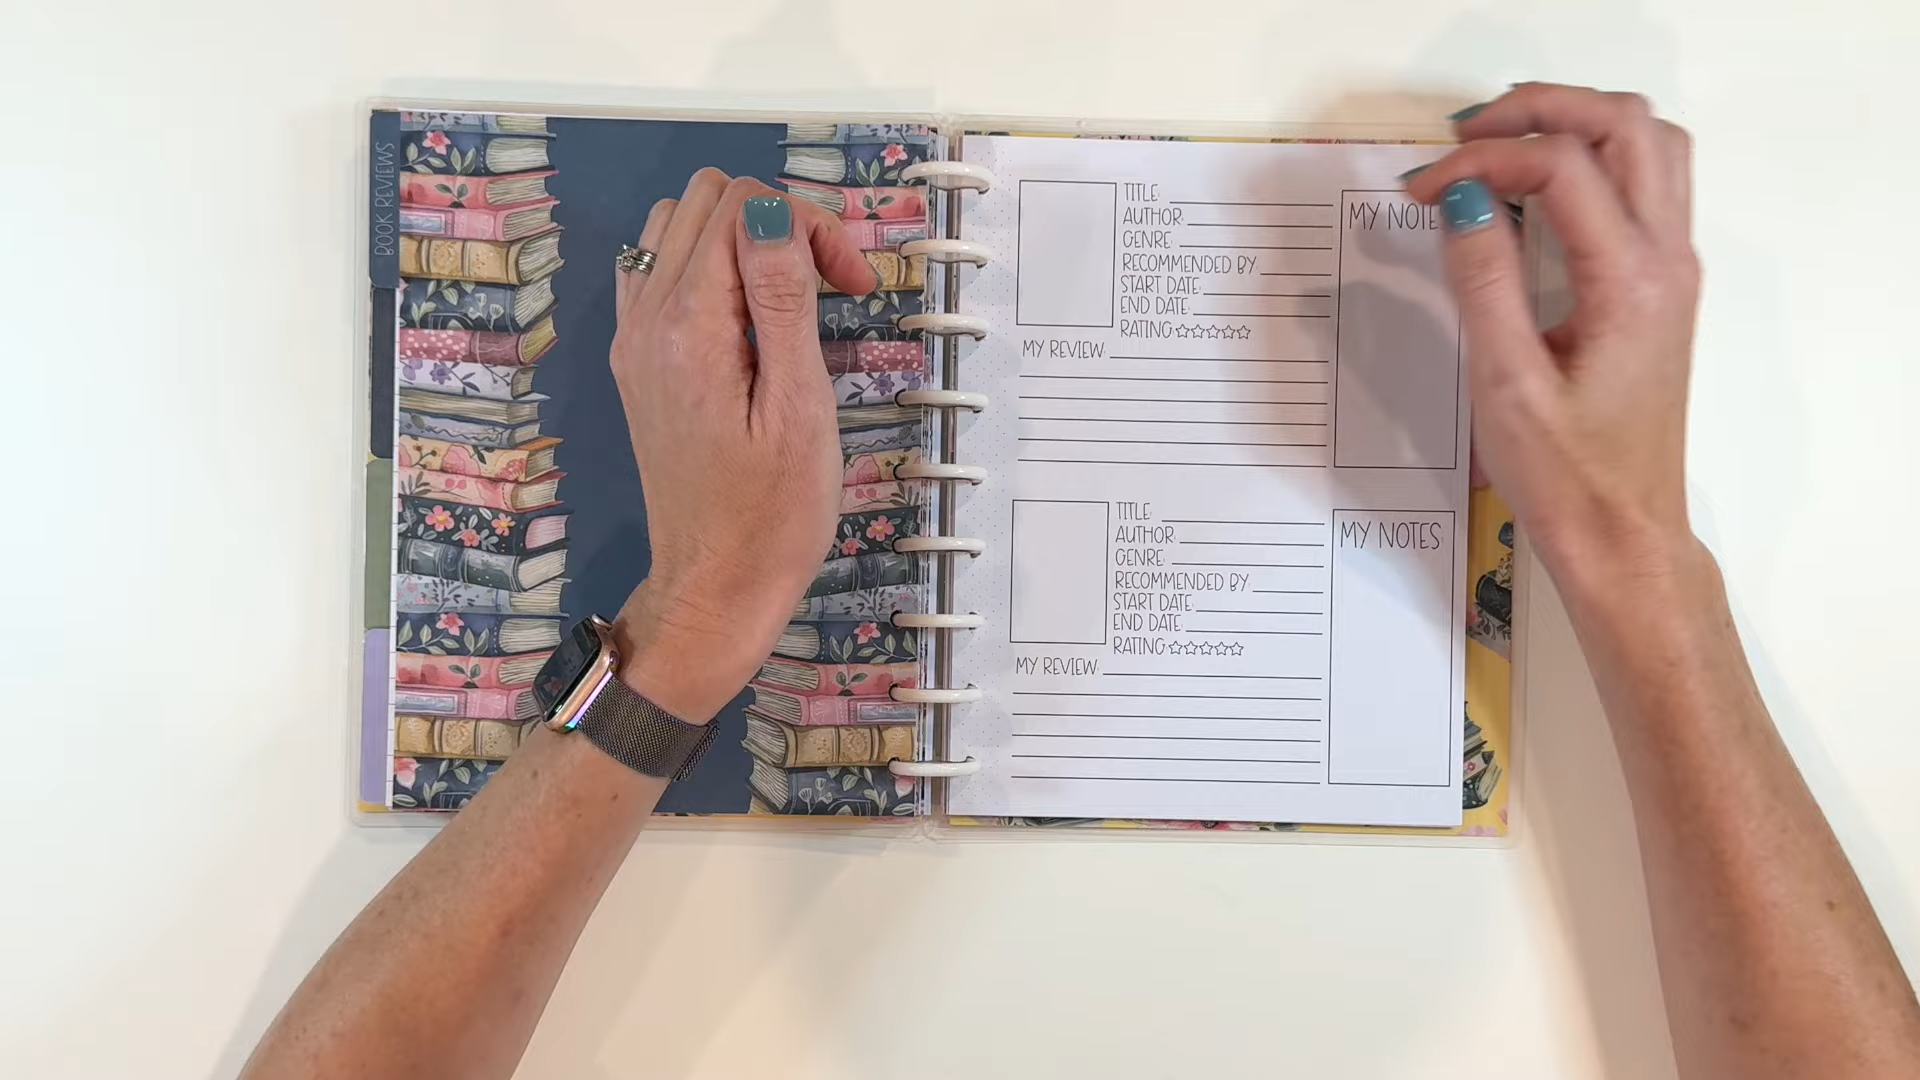 BOOK REVIEWS
TITLE:
AUTHOR:
GENRE:
RECOMMENDED BY:
START DATE:
END DATE:
RATING
MY REVIEW:
MY NOTE
TITLE:
AUTHOR:
GENRE:
RECOMMENDED BY:
START DATE:
END DATE:
RATING
MY REVIEW:
MY NOTES: